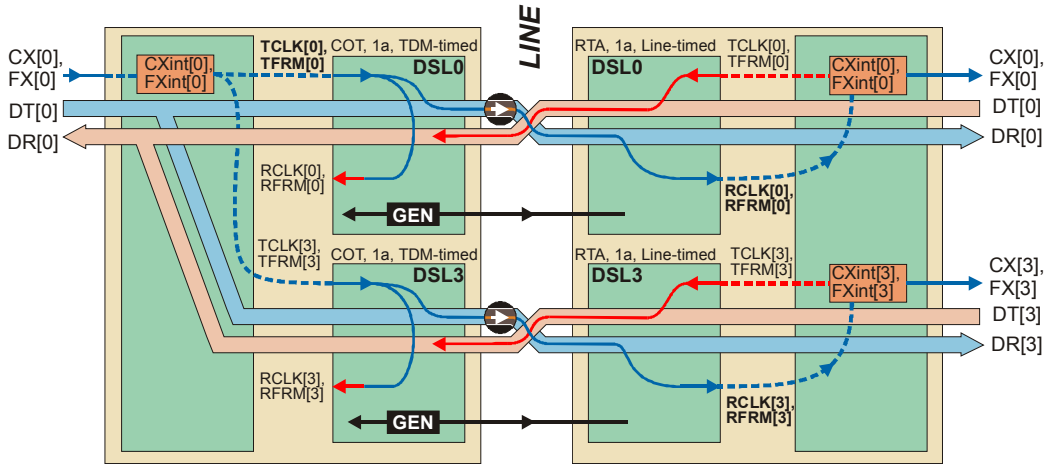 CX[0],
FX[0]
DT[0]
DR[0]
CXint[0],
FXint[0]
TCLK[0],
TFRM[0]
COT, 1a, TDM-timed
DSL0
RCLK[0],
RFRM[0]
GEN
LINE
RTA, 1a, Line-timed
DSL0
TCLK[0],
TFRM[0]
CXint[0],
FXint[0]
RCLK[0],
RFRM[0]
CX[0],
FX[0]
DT[0]
DR[0]
TCLK[3],
TFRM[3]
COT, 1a, TDM-timed
DSL3
RCLK[3],
RFRM[3]
GEN
RTA, 1a, Line-timed
DSL3
TCLK[3],
TFRM[3]
CXint[3],
FXint[3]
RCLK[3],
RFRM[3]
CX[3],
FX[3]
DT[3]
DR[3]